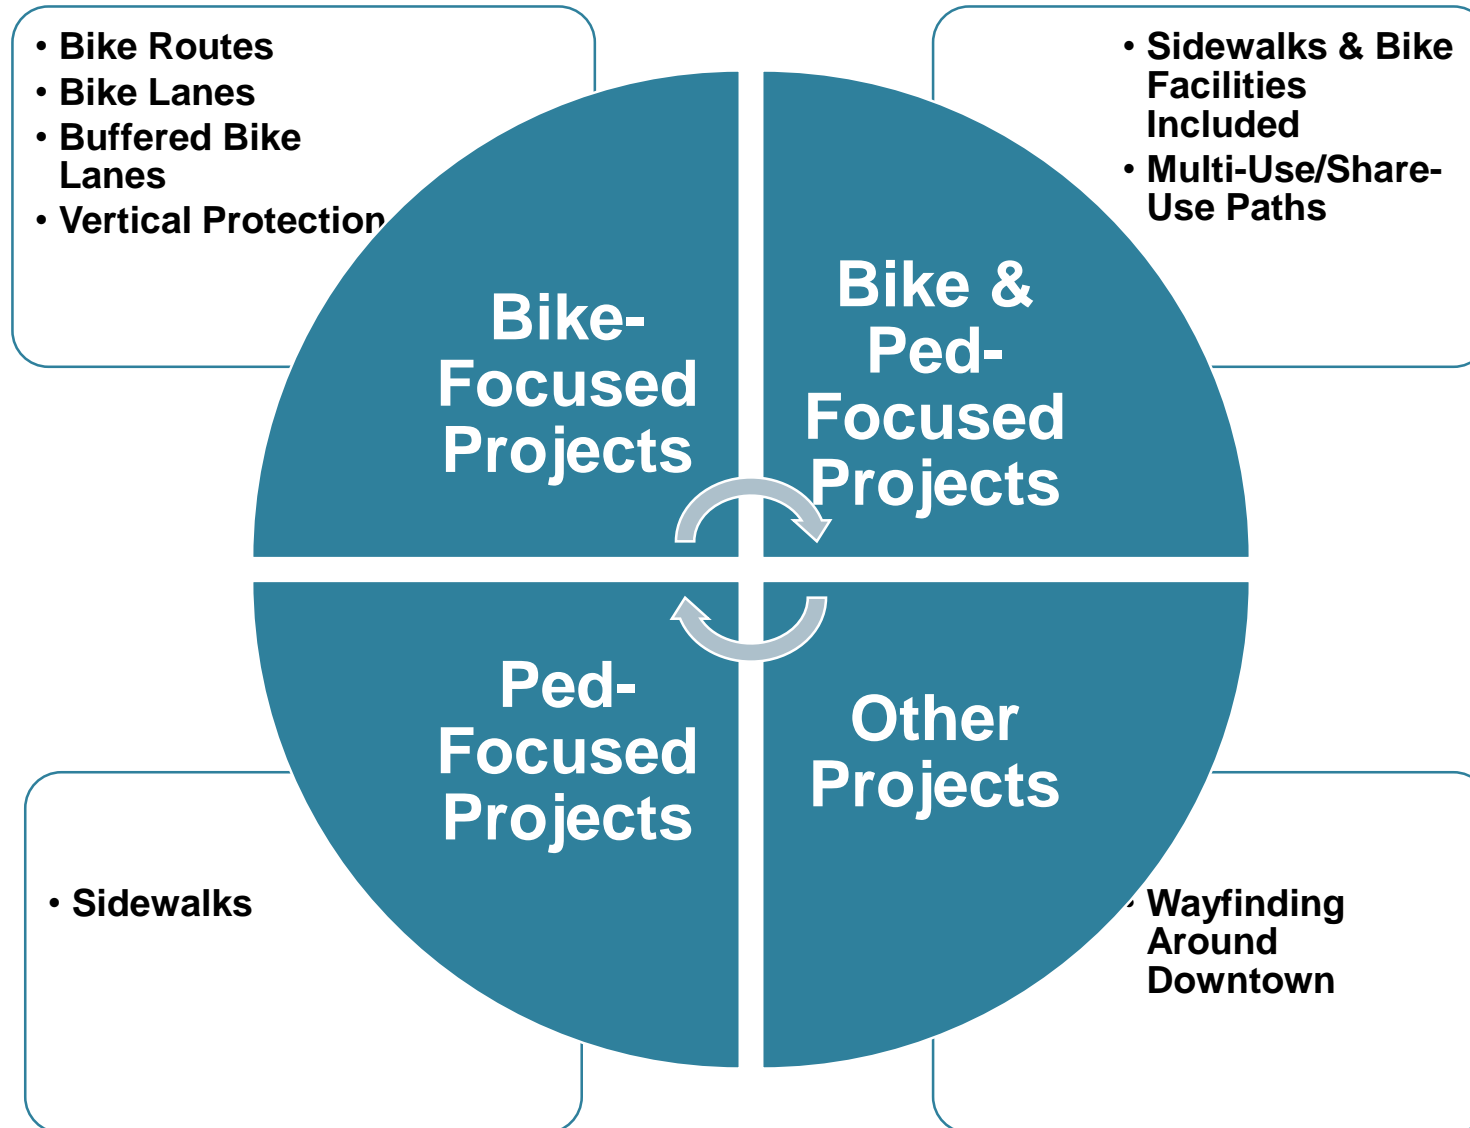 • Bike Routes
• Bike Lanes
• Buffered Bike
Lanes
• Vertical Protection
• Sidewalks & Bike
Facilities
Included
• Multi-Use/Share-
Use Paths
Bike-
Focused
Projects
Bike &
Ped-
Focused
Projects
Ped-
Focused
Projects
Other
Projects
• Sidewalks
• Wayfinding
Around
Downtown